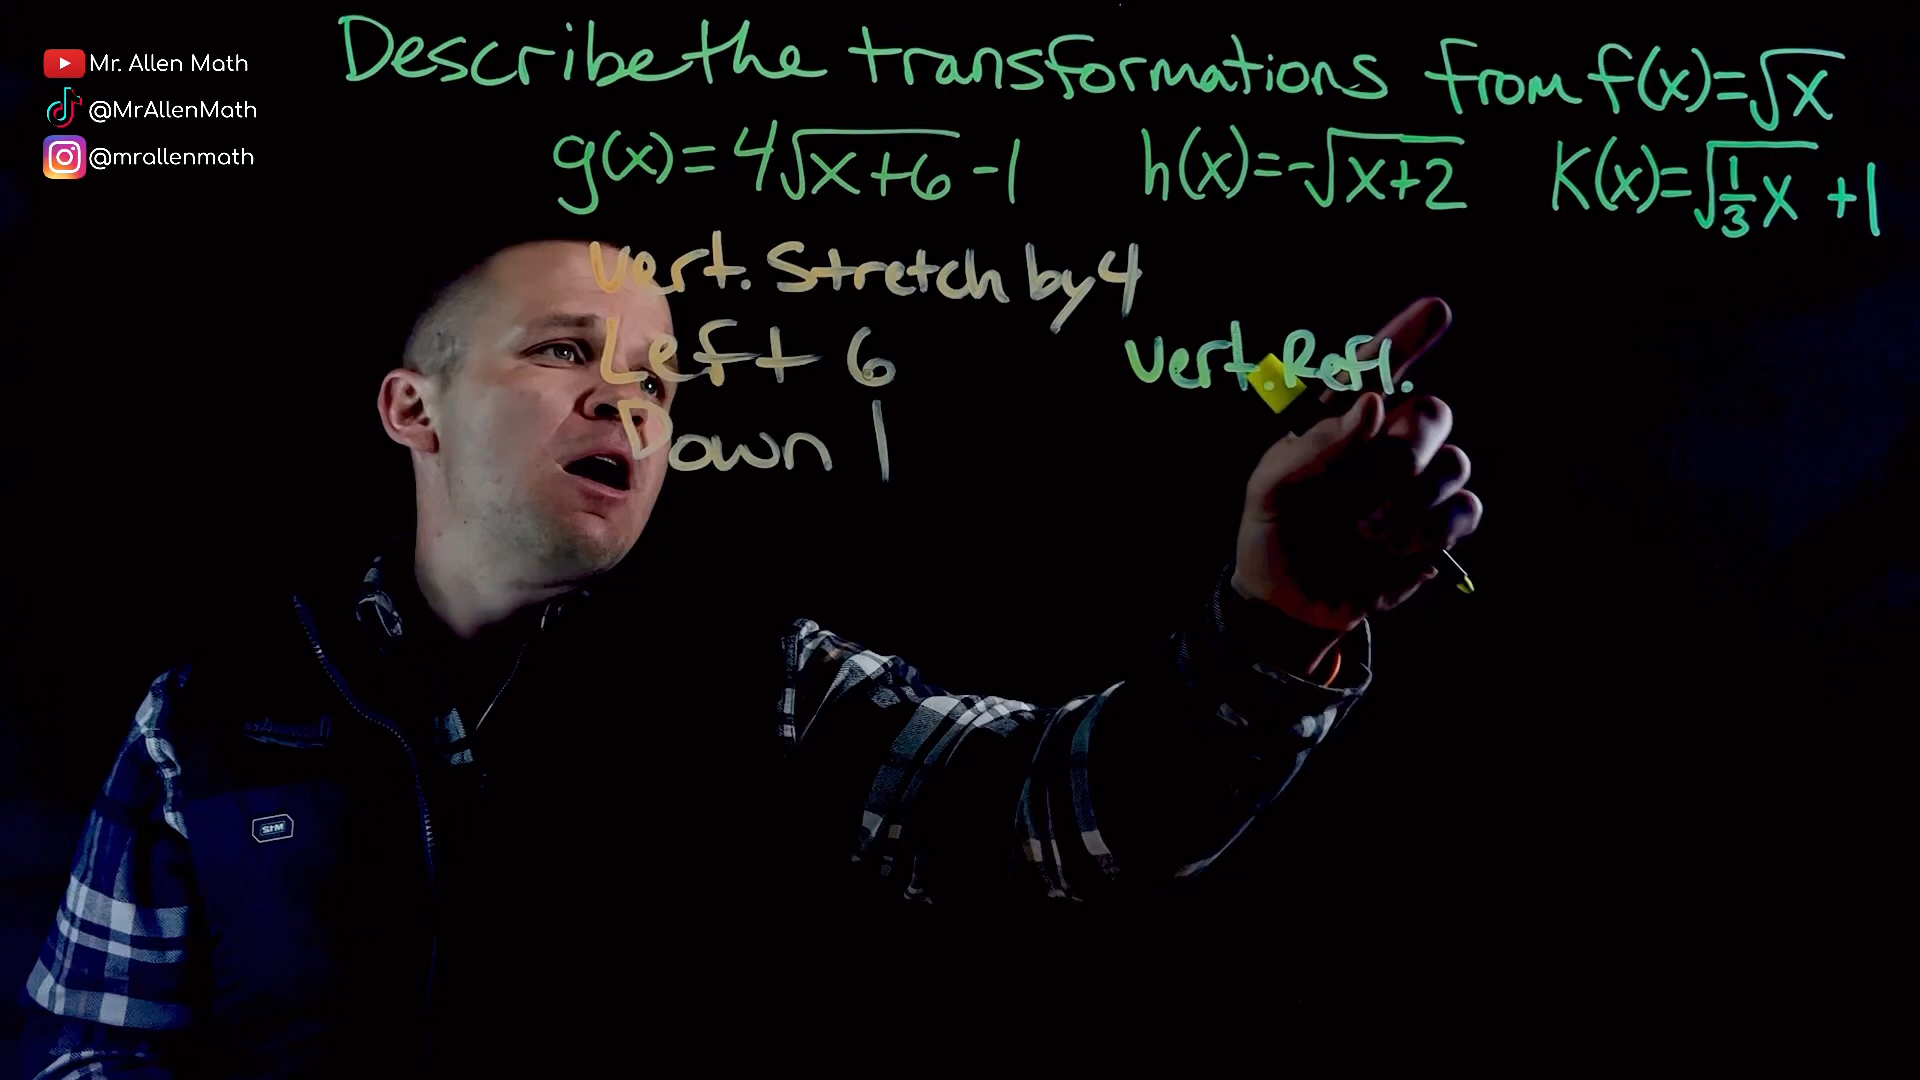 Mr. Allen Math
@MrAllenMath
@mrallenmath
Describe the transformations from f(x)=√x
g(x)=4√x+6 -1 h(x)=-√x+2 K(x)=√1/3x +1
Vert. Stretch by 4
Left 6
Vert. Refl.
Down 1